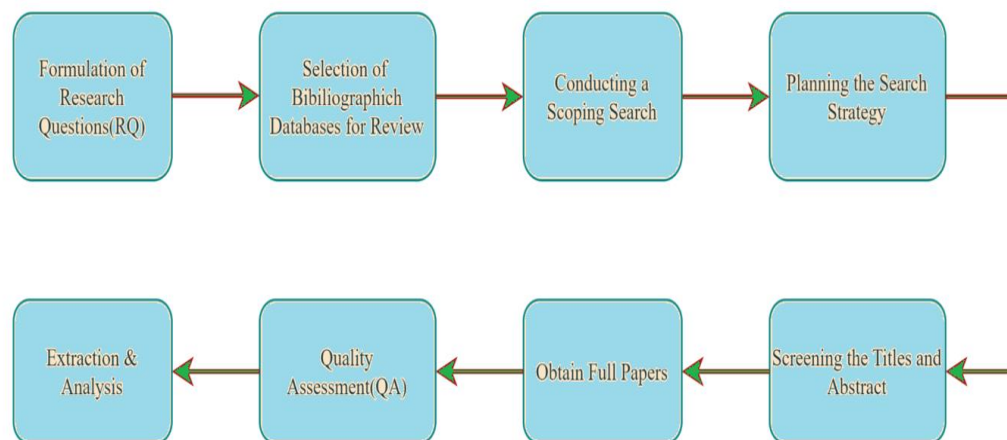 Formulation of
Research
Questions(RQ)
Selection of
Bibiliographich
Databases for Review
Conducting a
Scoping Search
Planning the Search
Strategy
Screening the Titles and
Abstract
Obtain Full Papers
Quality
Assessment(QA)
Extraction &
Analysis